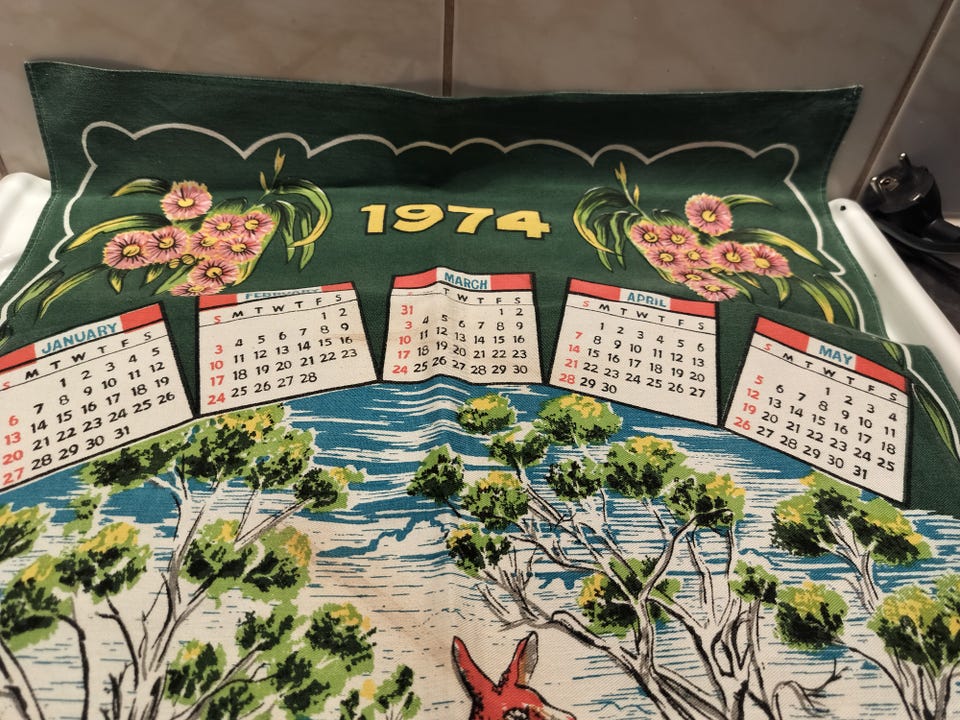 1974
JANUARY
S M T W T F S
1 2 3 4 5
6 7 8 9 10 11 12
13 14 15 16 17 18 19
20 21 22 23 24 25 26
27 28 29 30 31
FEBRUARY
S M T W T F S
1 2
3 4 5 6 7 8 9
10 11 12 13 14 15 16
17 18 19 20 21 22 23
24 25 26 27 28
MARCH
S T W T F S
31 1 2
3 4 5 6 7 8 9
10 11 12 13 14 15 16
17 18 19 20 21 22 23
24 25 26 27 28 29 30
APRIL
S M T W T F S
1 2 3 4 5 6
7 8 9 10 11 12 13
14 15 16 17 18 19 20
21 22 23 24 25 26 27
28 29 30
MAY
S M T W T F S
1 2 3 4
5 6 7 8 9 10 11
12 13 14 15 16 17 18
19 20 21 22 23 24 25
26 27 28 29 30 31